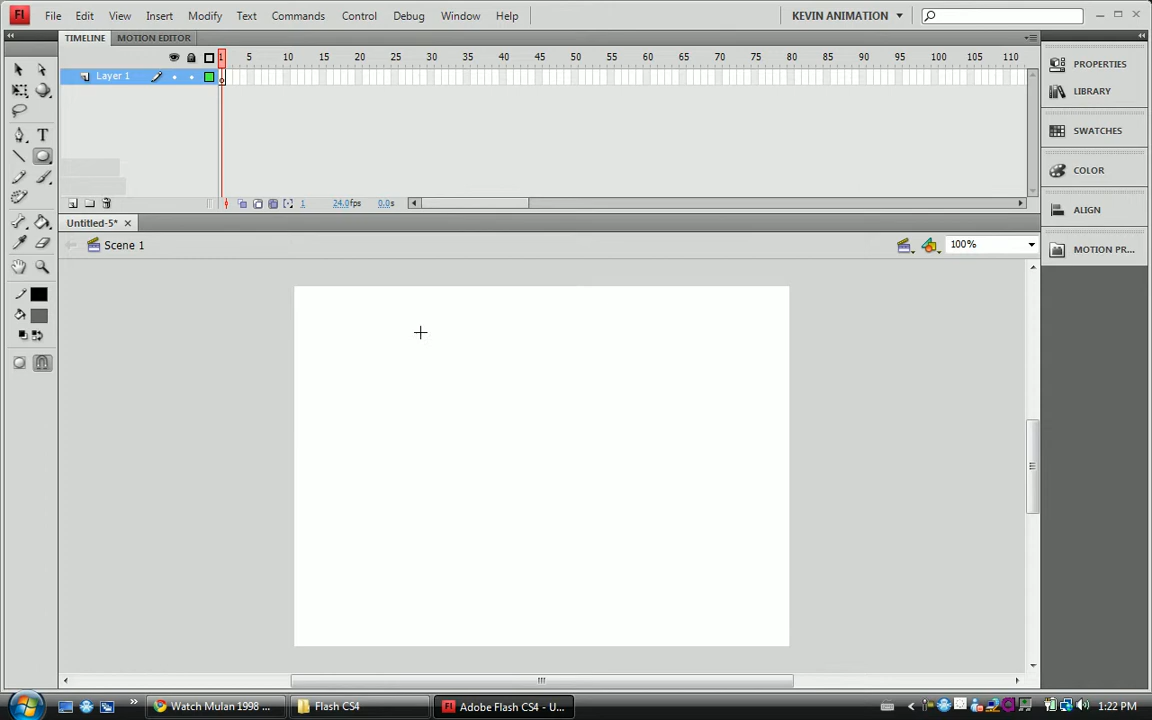 Fl File Edit View Insert Modify Text Commands Control Debug Window Help KEVIN ANIMATION
TIMELINE MOTION EDITOR
1 5 10 15 20 25 30 35 40 45 50 55 60 65 70 75 80 85 90 95 100 105 110
Layer 1
PROPERTIES
LIBRARY
SWATCHES
COLOR
ALIGN
MOTION PR...
T
1 24.0fps 0.0s
Untitled-5*
Scene 1
100%
Watch Mulan 1998 ...
Flash CS4
Fl Adobe Flash CS4 - U...
1:22 PM